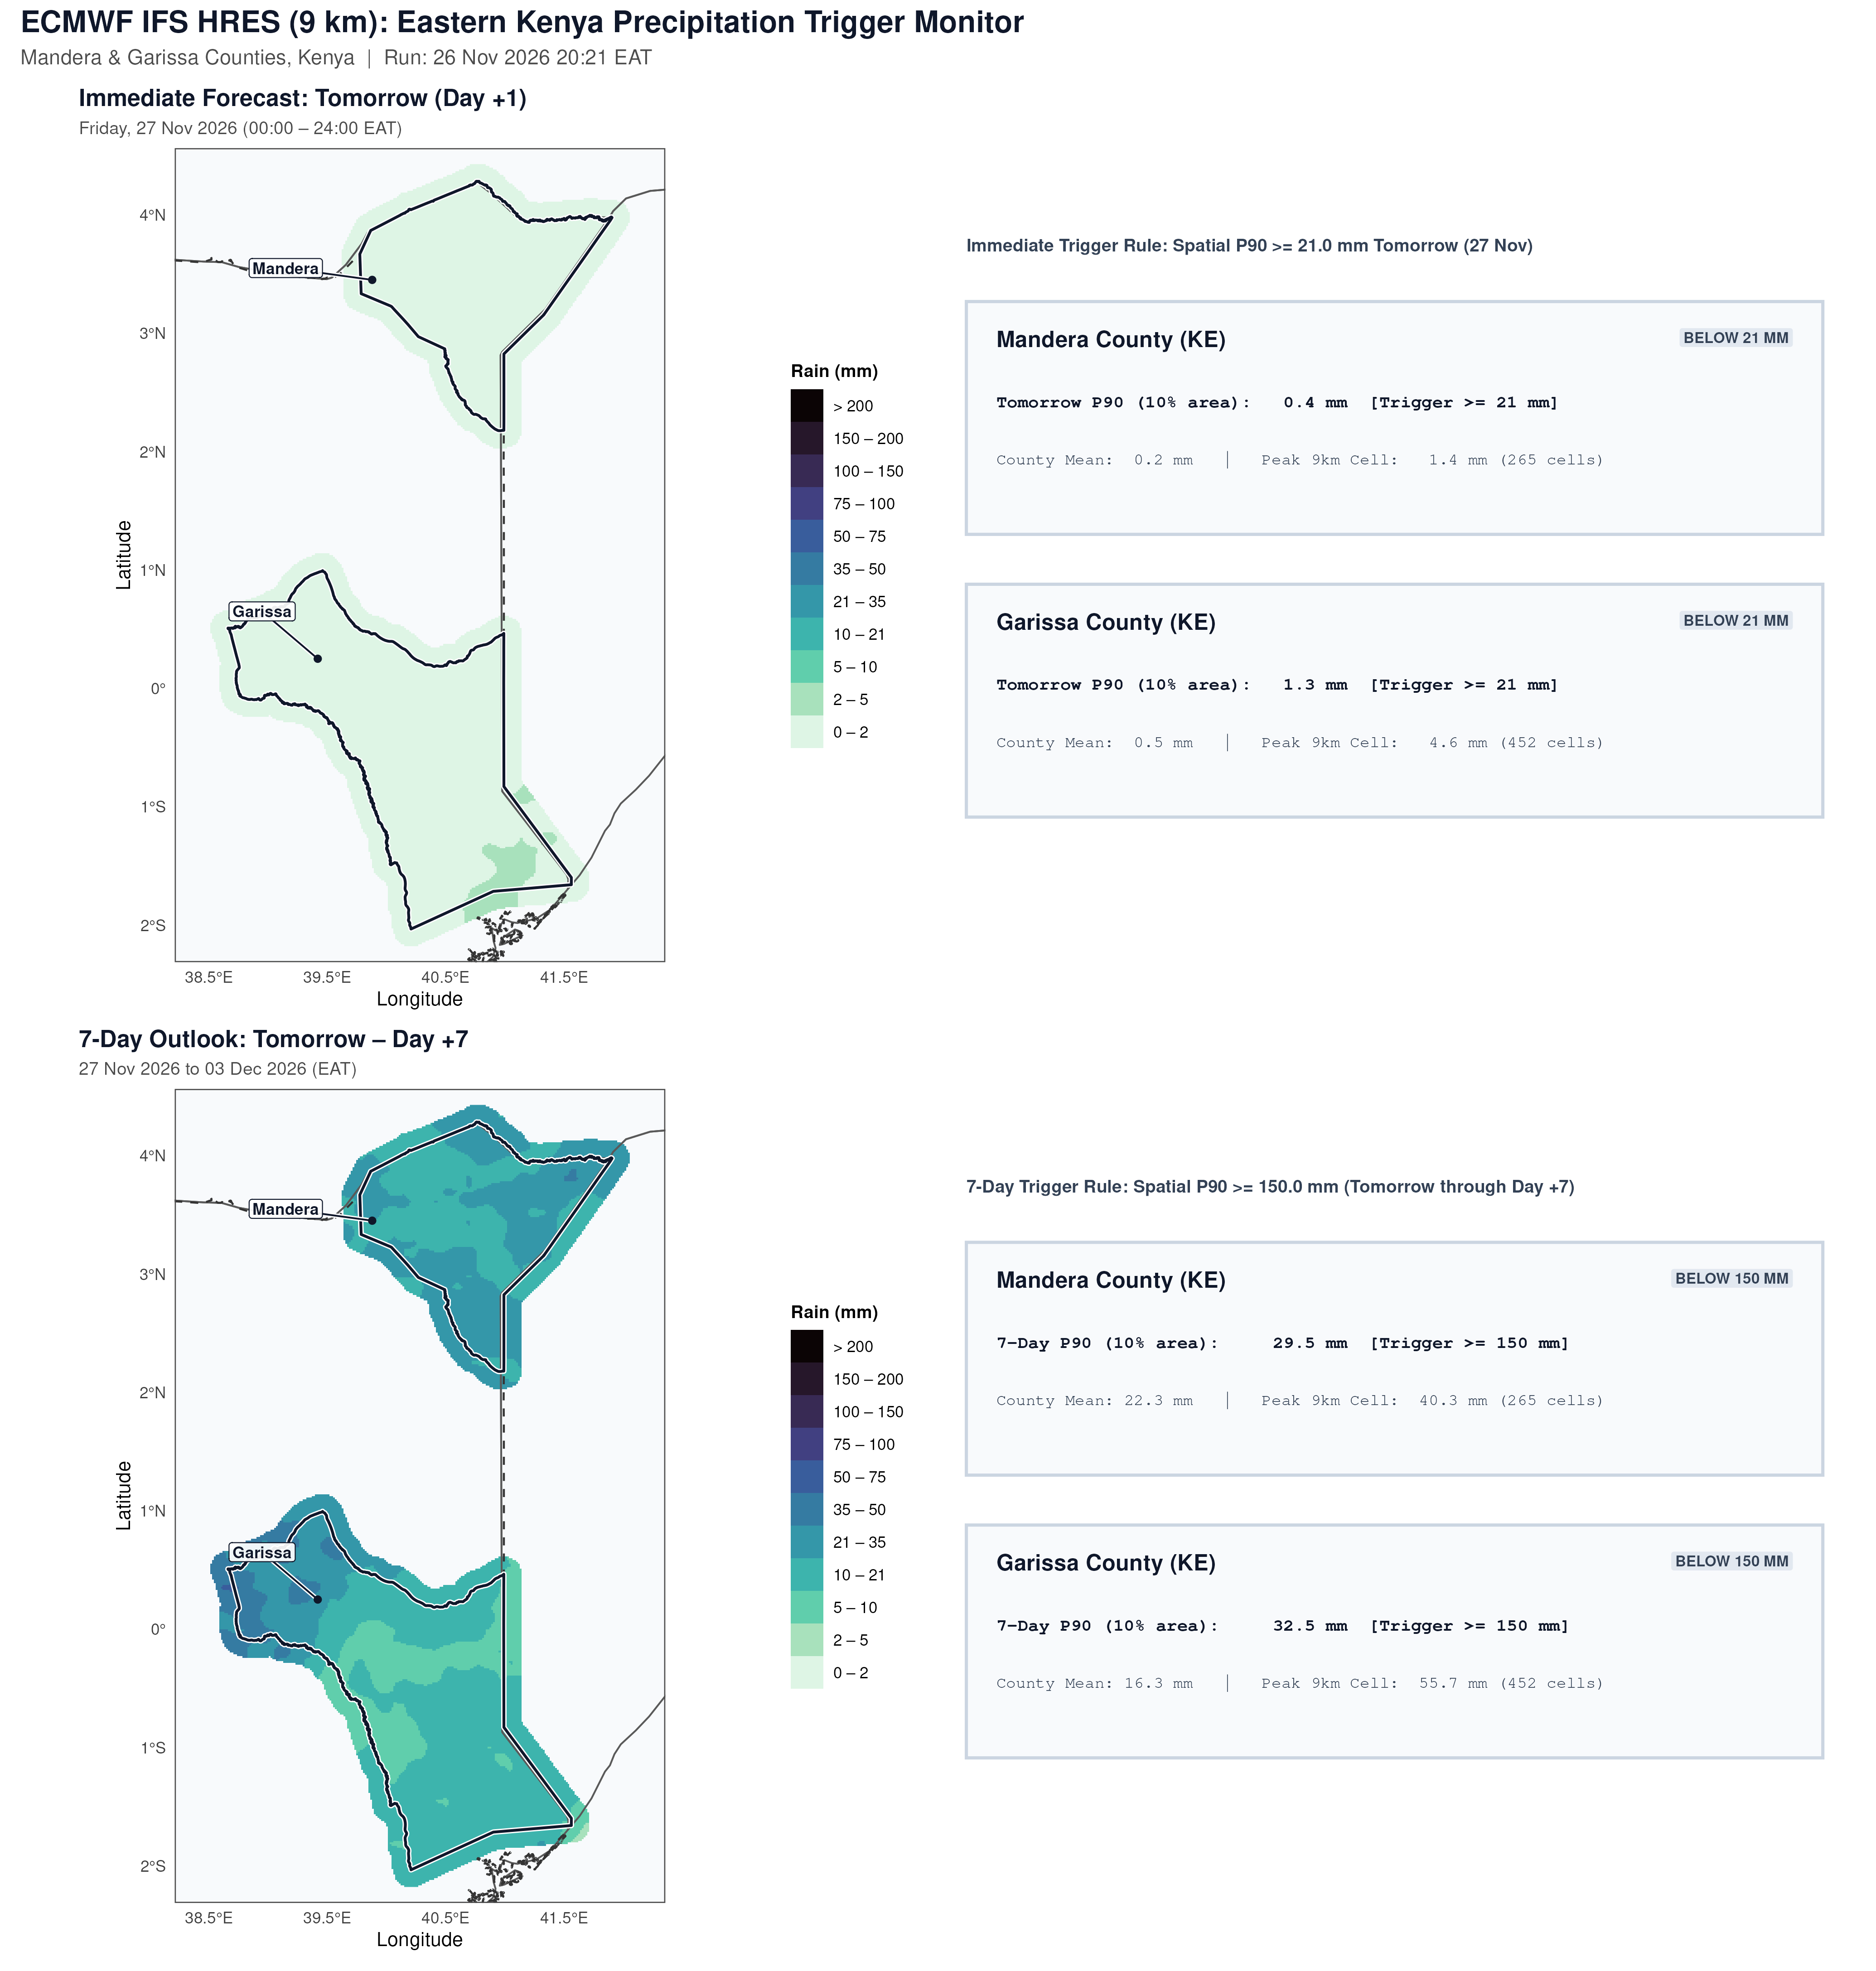 ECMWF IFS HRES (9 km): Eastern Kenya Precipitation Trigger Monitor
Mandera & Garissa Counties, Kenya | Run: 26 Nov 2026 20:21 EAT
Immediate Forecast: Tomorrow (Day +1)
Friday, 27 Nov 2026 (00:00 – 24:00 EAT)
4°N
3°N
2°N
1°N
0°
1°S
2°S
Latitude
Mandera
Garissa
38.5°E 39.5°E 40.5°E 41.5°E
Longitude
Rain (mm)
> 200
150 – 200
100 – 150
75 – 100
50 – 75
35 – 50
21 – 35
10 – 21
5 – 10
2 – 5
0 – 2
Immediate Trigger Rule: Spatial P90 >= 21.0 mm Tomorrow (27 Nov)
Mandera County (KE) BELOW 21 MM
Tomorrow P90 (10% area): 0.4 mm [Trigger >= 21 mm]
County Mean: 0.2 mm | Peak 9km Cell: 1.4 mm (265 cells)
Garissa County (KE) BELOW 21 MM
Tomorrow P90 (10% area): 1.3 mm [Trigger >= 21 mm]
County Mean: 0.5 mm | Peak 9km Cell: 4.6 mm (452 cells)
7-Day Outlook: Tomorrow – Day +7
27 Nov 2026 to 03 Dec 2026 (EAT)
4°N
3°N
2°N
1°N
0°
1°S
2°S
Latitude
Mandera
Garissa
38.5°E 39.5°E 40.5°E 41.5°E
Longitude
Rain (mm)
> 200
150 – 200
100 – 150
75 – 100
50 – 75
35 – 50
21 – 35
10 – 21
5 – 10
2 – 5
0 – 2
7-Day Trigger Rule: Spatial P90 >= 150.0 mm (Tomorrow through Day +7)
Mandera County (KE) BELOW 150 MM
7-Day P90 (10% area): 29.5 mm [Trigger >= 150 mm]
County Mean: 22.3 mm | Peak 9km Cell: 40.3 mm (265 cells)
Garissa County (KE) BELOW 150 MM
7-Day P90 (10% area): 32.5 mm [Trigger >= 150 mm]
County Mean: 16.3 mm | Peak 9km Cell: 55.7 mm (452 cells)